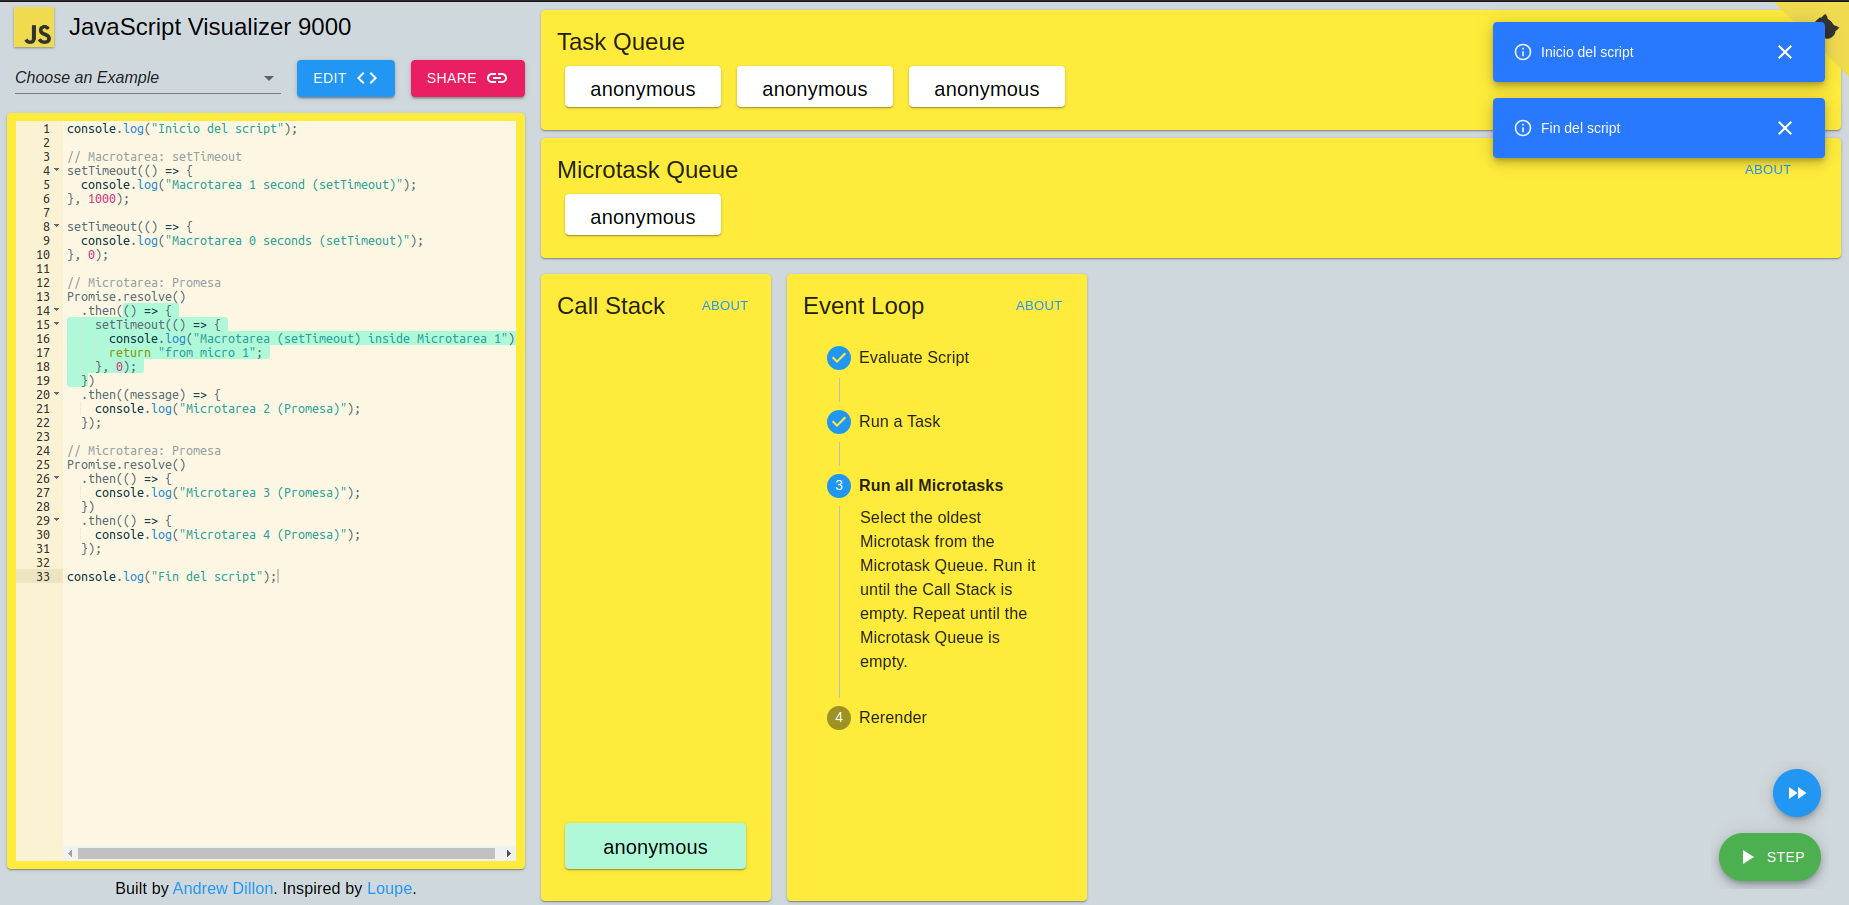 JS
JavaScript Visualizer 9000
Choose an Example
EDIT
SHARE
1 console.log("Inicio del script");
2
3 // Macrotarea: setTimeout
4 setTimeout(() => {
5 console.log("Macrotarea 1 second (setTimeout)");
6 }, 1000);
7
8 setTimeout(() => {
9 console.log("Macrotarea 0 seconds (setTimeout)");
10 }, 0);
11
12 // Microtarea: Promesa
13 Promise.resolve()
14 .then(() => {
15 setTimeout(() => {
16 console.log("Macrotarea (setTimeout) inside Microtarea 1")
17 return "from micro 1";
18 }, 0);
19 })
20 .then((message) => {
21 console.log("Microtarea 2 (Promesa)");
22 });
23
24 // Microtarea: Promesa
25 Promise.resolve()
26 .then(() => {
27 console.log("Microtarea 3 (Promesa)");
28 })
29 .then(() => {
30 console.log("Microtarea 4 (Promesa)");
31 });
32
33 console.log("Fin del script");
Built by Andrew Dillon. Inspired by Loupe.
Task Queue
anonymous anonymous anonymous
Inicio del script
Fin del script
Microtask Queue
ABOUT
anonymous
Call Stack ABOUT
anonymous
Event Loop ABOUT
Evaluate Script
Run a Task
3 Run all Microtasks
Select the oldest
Microtask from the
Microtask Queue. Run it
until the Call Stack is
empty. Repeat until the
Microtask Queue is
empty.
4 Rerender
STEP